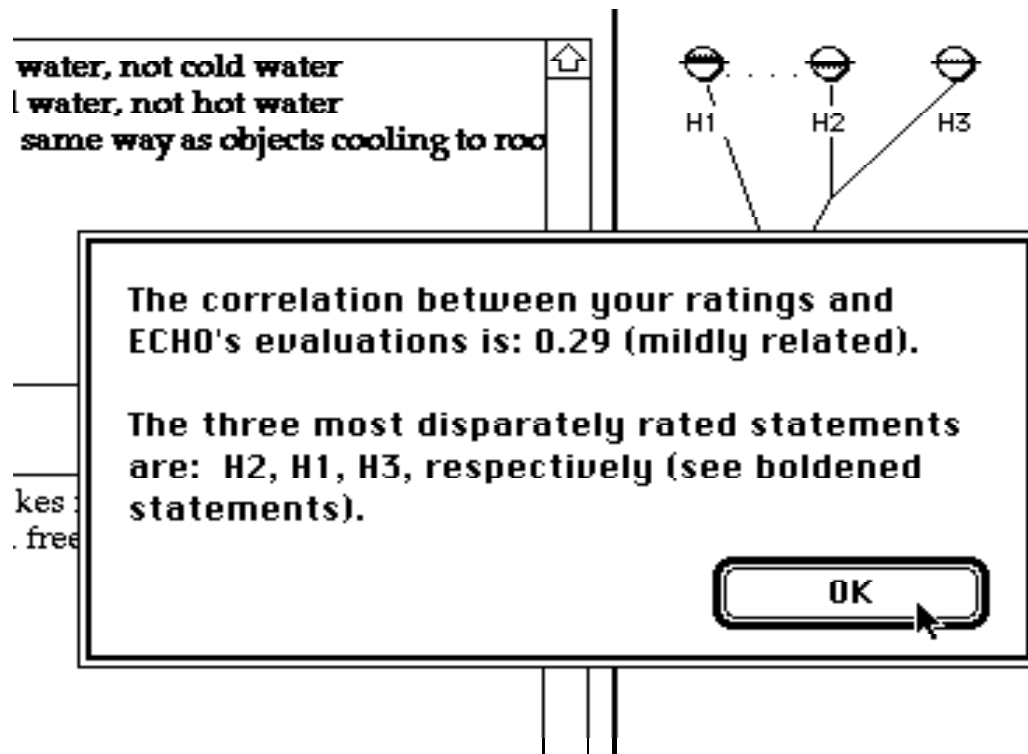 water, not cold water
l water, not hot water
same way as objects cooling to roo
H1 H2 H3
The correlation between your ratings and
ECHO's evaluations is: 0.29 (mildly related).
The three most disparately rated statements
are: H2, H1, H3, respectively (see boldened
statements).
kes
. free
OK